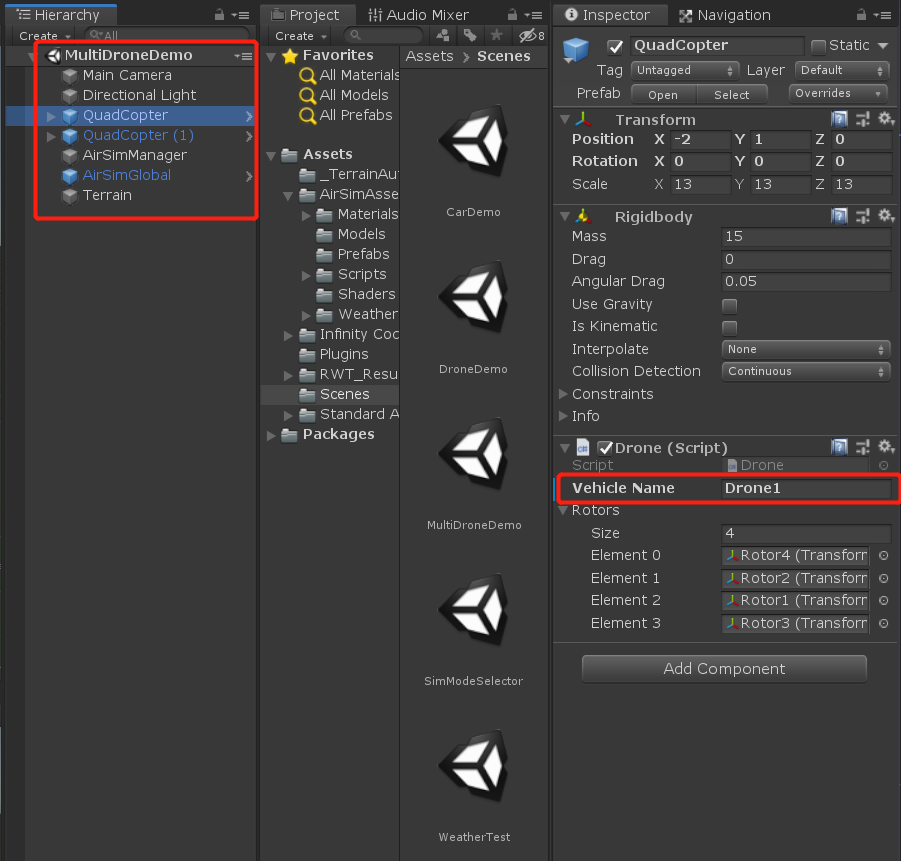 Hierarchy
Create
All
MultiDroneDemo
Main Camera
Directional Light
QuadCopter
QuadCopter (1)
AirSimManager
AirSimGlobal
Terrain
Project
Audio Mixer
Create
8
Favorites
All Materials
All Models
All Prefabs
Assets
_TerrainAu
AirSimAsse
Materials
Models
Prefabs
Scripts
Shaders
Weather
Infinity Coc
Plugins
RWT_Resu
Scenes
Standard A
Packages
Assets > Scenes
CarDemo
DroneDemo
MultiDroneDemo
SimModeSelector
WeatherTest
Inspector
Navigation
QuadCopter
Static
Tag Untagged Layer Default
Prefab Open Select Overrides
Transform
Position X -2 Y 1 Z 0
Rotation X 0 Y 0 Z 0
Scale X 13 Y 13 Z 13
Rigidbody
Mass 15
Drag 0
Angular Drag 0.05
Use Gravity
Is Kinematic
Interpolate None
Collision Detection Continuous
Constraints
Info
Drone (Script)
Script Drone
Vehicle Name Drone1
Rotors
Size 4
Element 0 Rotor4 (Transforr
Element 1 Rotor2 (Transforr
Element 2 Rotor1 (Transforr
Element 3 Rotor3 (Transforr
Add Component